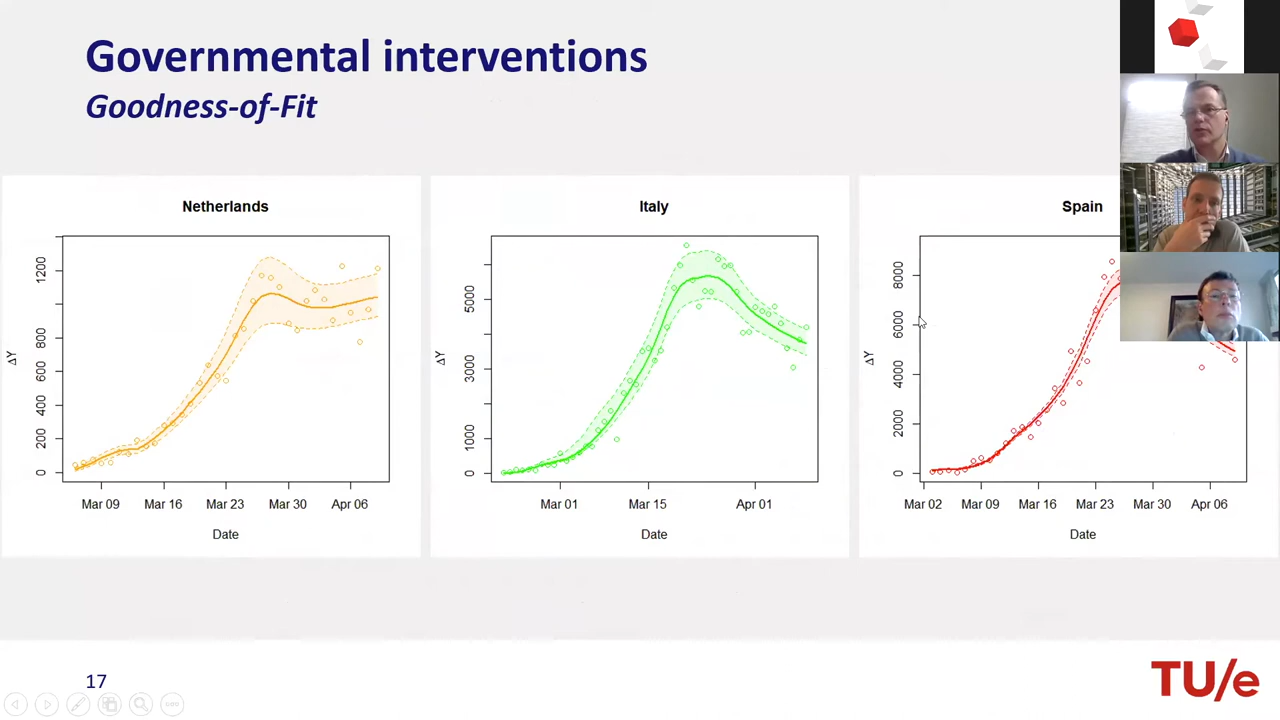 Governmental interventions
Goodness-of-Fit
Netherlands
ΔY
0
200
400
600
800
1200
Mar 09
Mar 16
Mar 23
Mar 30
Apr 06
Date
Italy
ΔY
0
1000
3000
5000
Mar 01
Mar 15
Apr 01
Date
Spain
ΔY
0
2000
4000
6000
8000
Mar 02
Mar 09
Mar 16
Mar 23
Mar 30
Apr 06
Date
17
TU/e